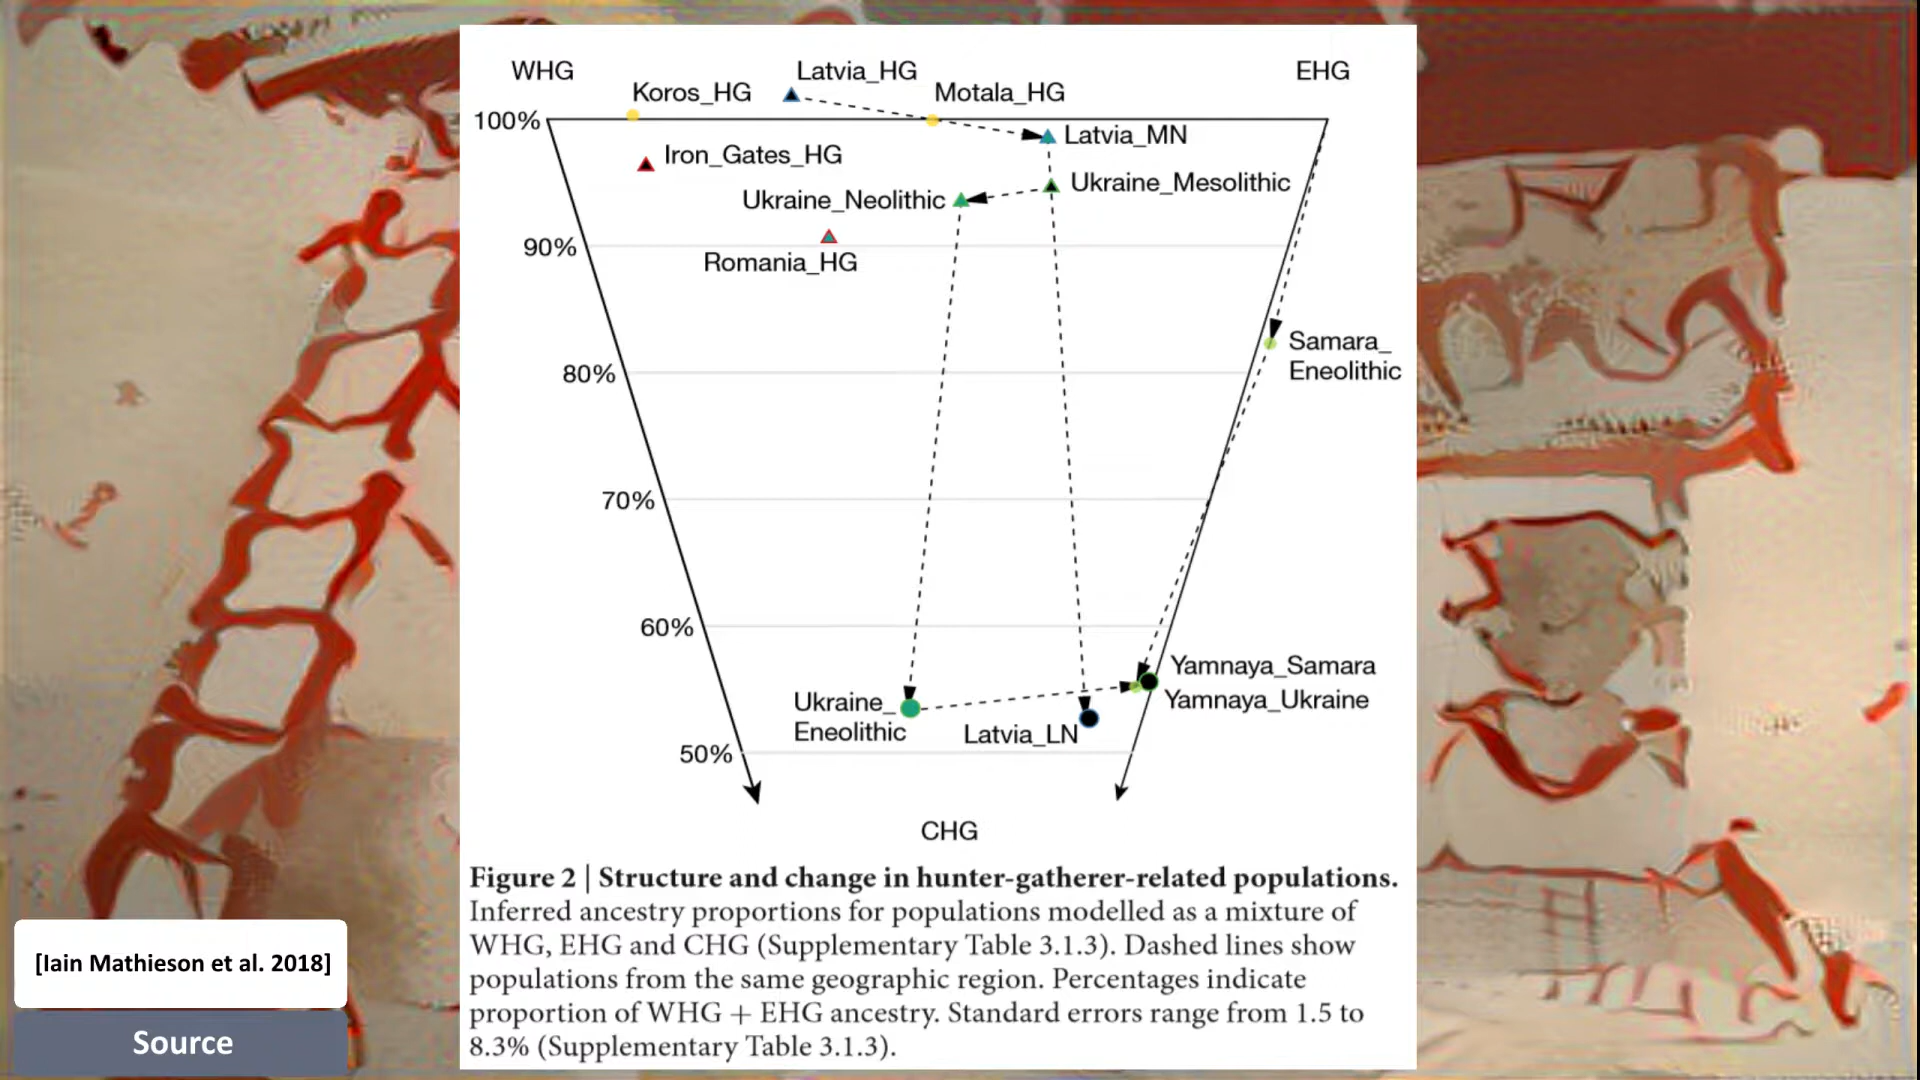 WHG
Latvia_HG
EHG
Koros_HG
Motala_HG
100%
Latvia_MN
Iron_Gates_HG
Ukraine_Mesolithic
Ukraine_Neolithic
90%
Romania_HG
Samara_
Eneolithic
80%
70%
60%
Yamnaya_Samara
Yamnaya_Ukraine
Ukraine_
Eneolithic
Latvia_LN
50%
CHG
Figure 2 | Structure and change in hunter-gatherer-related populations.
Inferred ancestry proportions for populations modelled as a mixture of
WHG, EHG and CHG (Supplementary Table 3.1.3). Dashed lines show
populations from the same geographic region. Percentages indicate
proportion of WHG + EHG ancestry. Standard errors range from 1.5 to
8.3% (Supplementary Table 3.1.3).
[Iain Mathieson et al. 2018]
Source